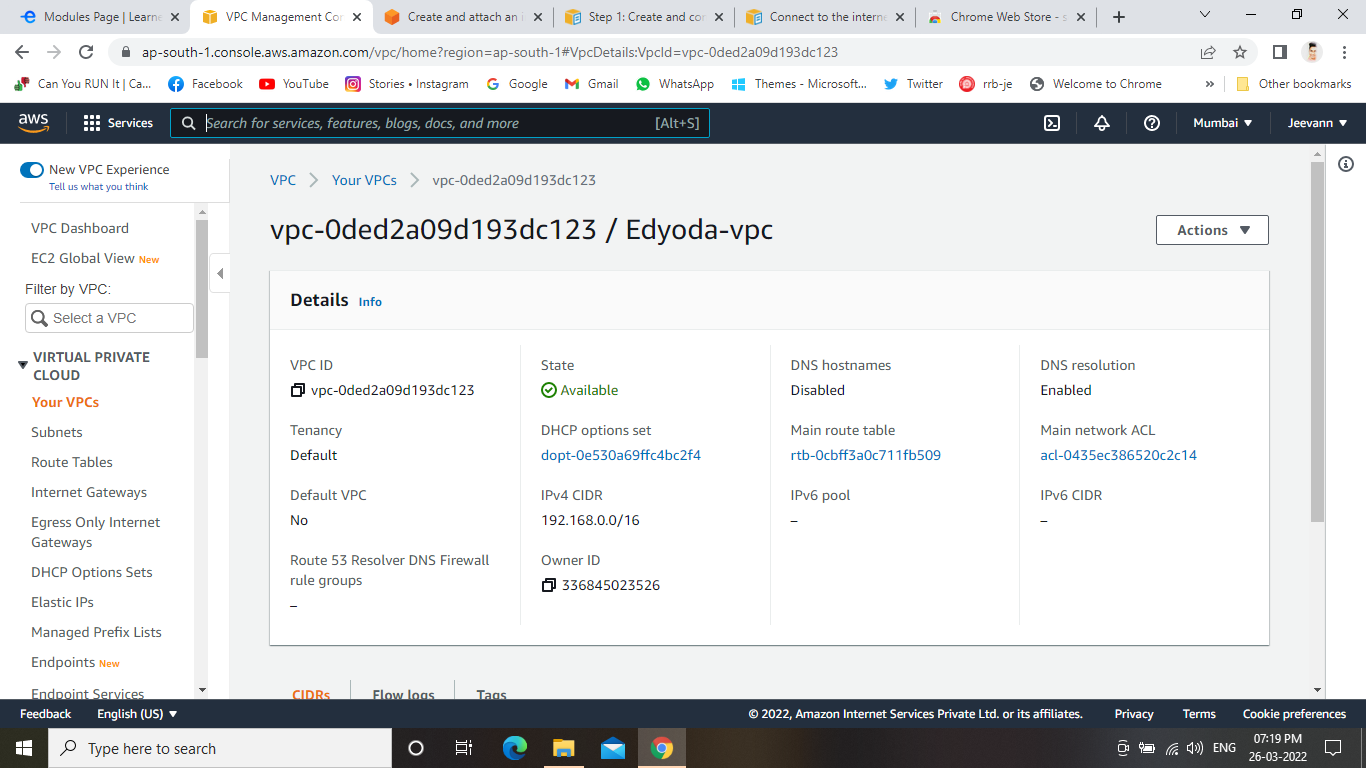 Modules Page | Learne
VPC Management Con
Create and attach an i
Step 1: Create and con
Connect to the interne
Chrome Web Store - s
ap-south-1.console.aws.amazon.com/vpc/home?region=ap-south-1#VpcDetails:VpcId=vpc-0ded2a09d193dc123
Can You RUN It | Ca...
Facebook
YouTube
Stories • Instagram
Google
Gmail
WhatsApp
Themes - Microsoft...
Twitter
rrb-je
Welcome to Chrome
»
Other bookmarks
aws
Services
Search for services, features, blogs, docs, and more
[Alt+S]
Mumbai
Jeevann
New VPC Experience
Tell us what you think
VPC Dashboard
EC2 Global View New
Filter by VPC:
Select a VPC
VIRTUAL PRIVATE
CLOUD
Your VPCs
Subnets
Route Tables
Internet Gateways
Egress Only Internet
Gateways
DHCP Options Sets
Elastic IPs
Managed Prefix Lists
Endpoints New
Endpoint Services
VPC
Your VPCs
vpc-0ded2a09d193dc123
vpc-0ded2a09d193dc123 / Edyoda-vpc
Actions
Details Info
VPC ID
vpc-0ded2a09d193dc123
State
Available
DNS hostnames
Disabled
DNS resolution
Enabled
Tenancy
Default
DHCP options set
dopt-0e530a69ffc4bc2f4
Main route table
rtb-0cbff3a0c711fb509
Main network ACL
acl-0435ec386520c2c14
Default VPC
No
IPv4 CIDR
192.168.0.0/16
IPv6 pool
–
IPv6 CIDR
–
Route 53 Resolver DNS Firewall
rule groups
–
Owner ID
336845023526
CIDRs
Flow logs
Tags
Feedback
English (US)
© 2022, Amazon Internet Services Private Ltd. or its affiliates.
Privacy
Terms
Cookie preferences
Type here to search
ENG
07:19 PM
26-03-2022